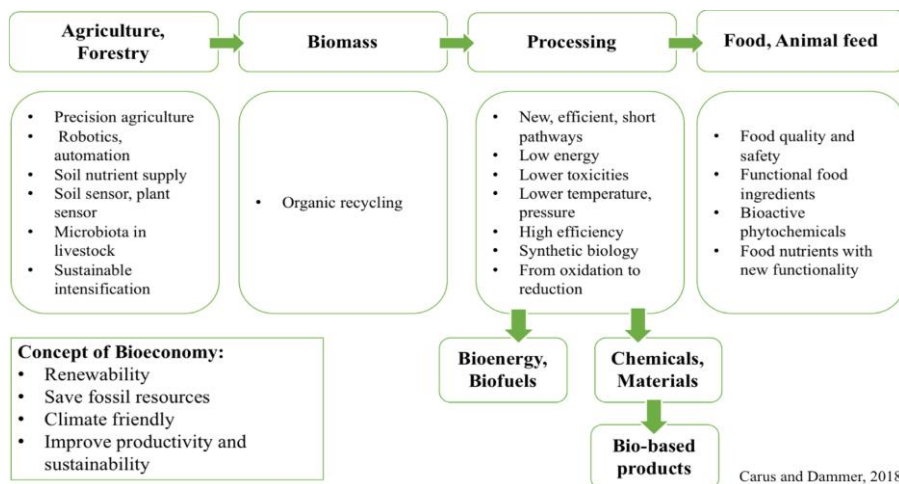 Agriculture,
Forestry
Biomass
Processing
Food, Animal feed
• Precision agriculture
• Robotics,
automation
• Soil nutrient supply
• Soil sensor, plant
sensor
• Microbiota in
livestock
• Sustainable
intensification
• Organic recycling
• New, efficient, short
pathways
• Low energy
• Lower toxicities
• Lower temperature,
pressure
• High efficiency
• Synthetic biology
• From oxidation to
reduction
• Food quality and
safety
• Functional food
ingredients
• Bioactive
phytochemicals
• Food nutrients with
new functionality
Concept of Bioeconomy:
• Renewability
• Save fossil resources
• Climate friendly
• Improve productivity and
sustainability
Bioenergy,
Biofuels
Chemicals,
Materials
Bio-based
products
Carus and Dammer, 2018